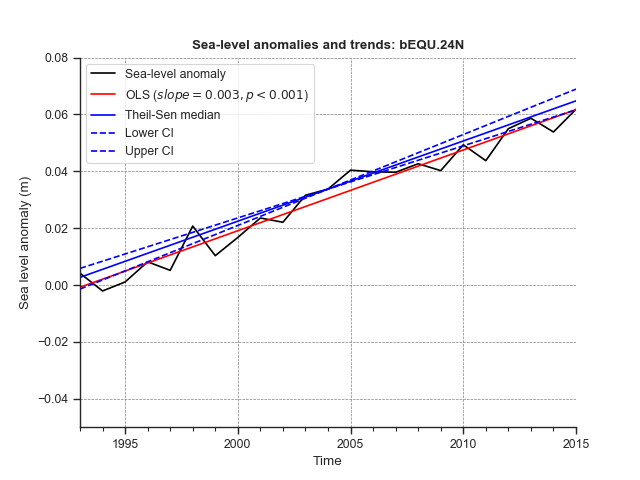 Sea-level anomalies and trends: bEQU.24N
0.08
0.06
0.04
0.02
0.00
−0.02
−0.04
Sea level anomaly (m)
Sea-level anomaly
OLS (slope = 0.003, p < 0.001)
Theil-Sen median
Lower CI
Upper CI
1995 2000 2005 2010 2015
Time